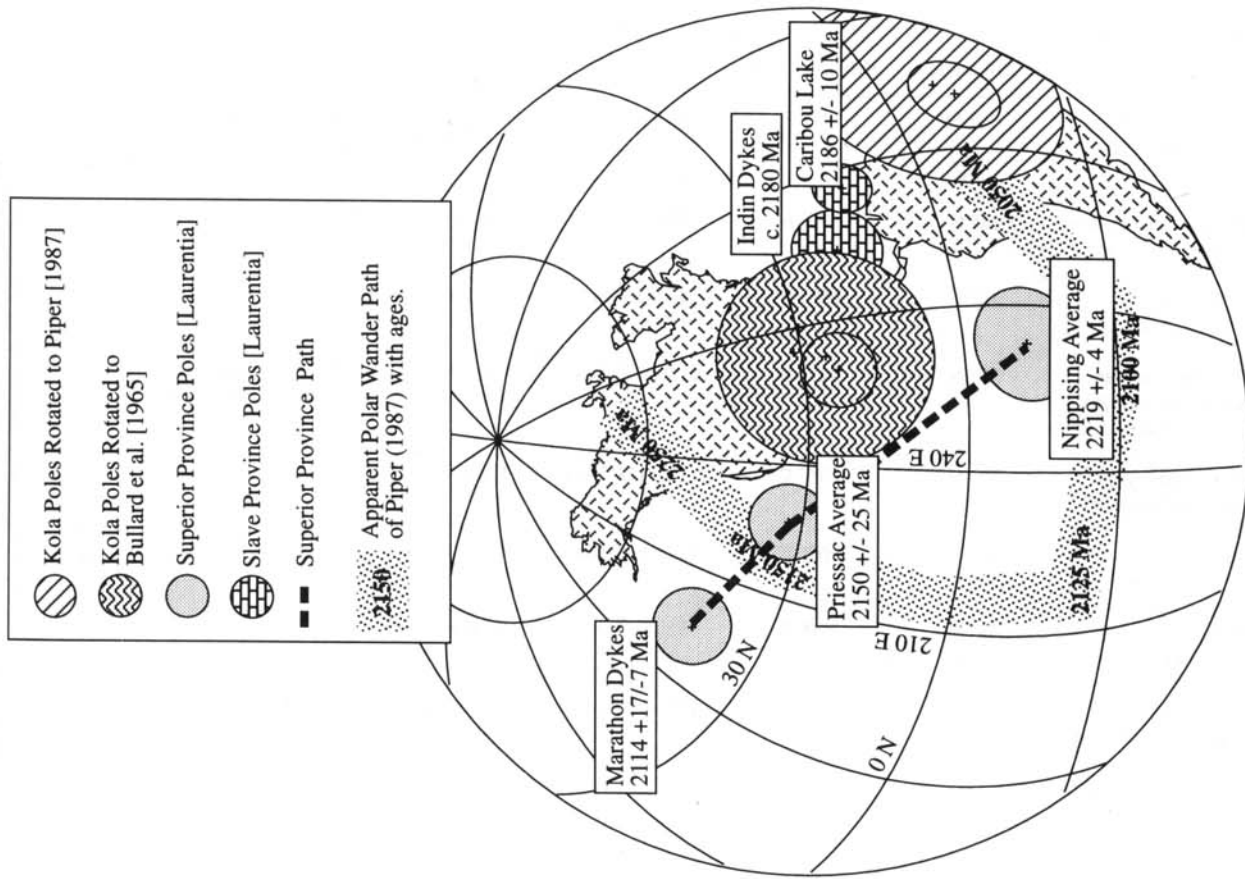 Kola Poles Rotated to Piper [1987]
Kola Poles Rotated to
Bullard et al. [1965]
Superior Province Poles [Laurentia]
Slave Province Poles [Laurentia]
Superior Province Path
2150
Apparent Polar Wander Path
of Piper (1987) with ages.
Marathon Dykes
2114 +17/-7 Ma
Priessac Average
2150 +/- 25 Ma
Indin Dykes
c. 2180 Ma
Caribou Lake
2186 +/- 10 Ma
Nippising Average
2219 +/- 4 Ma
2150 Ma
2125 Ma
2100 Ma
2050 Ma
30 N
0 N
210 E
240 E